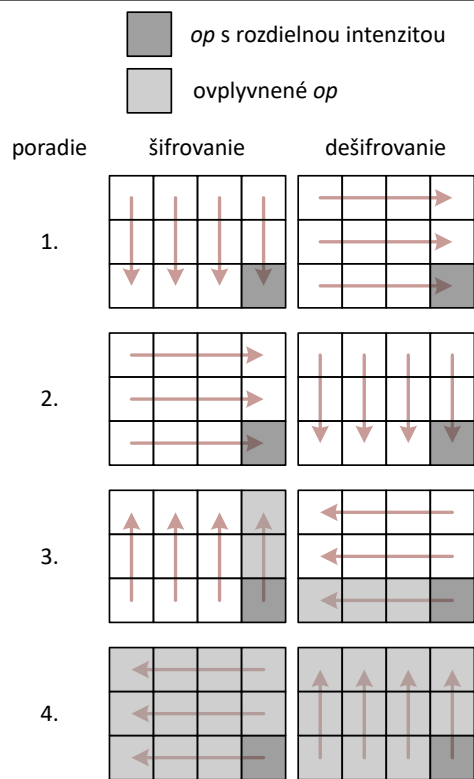 op s rozdielnou intenzitou
ovplyvnené op
poradie šifrovanie dešifrovanie
1.
2.
3.
4.